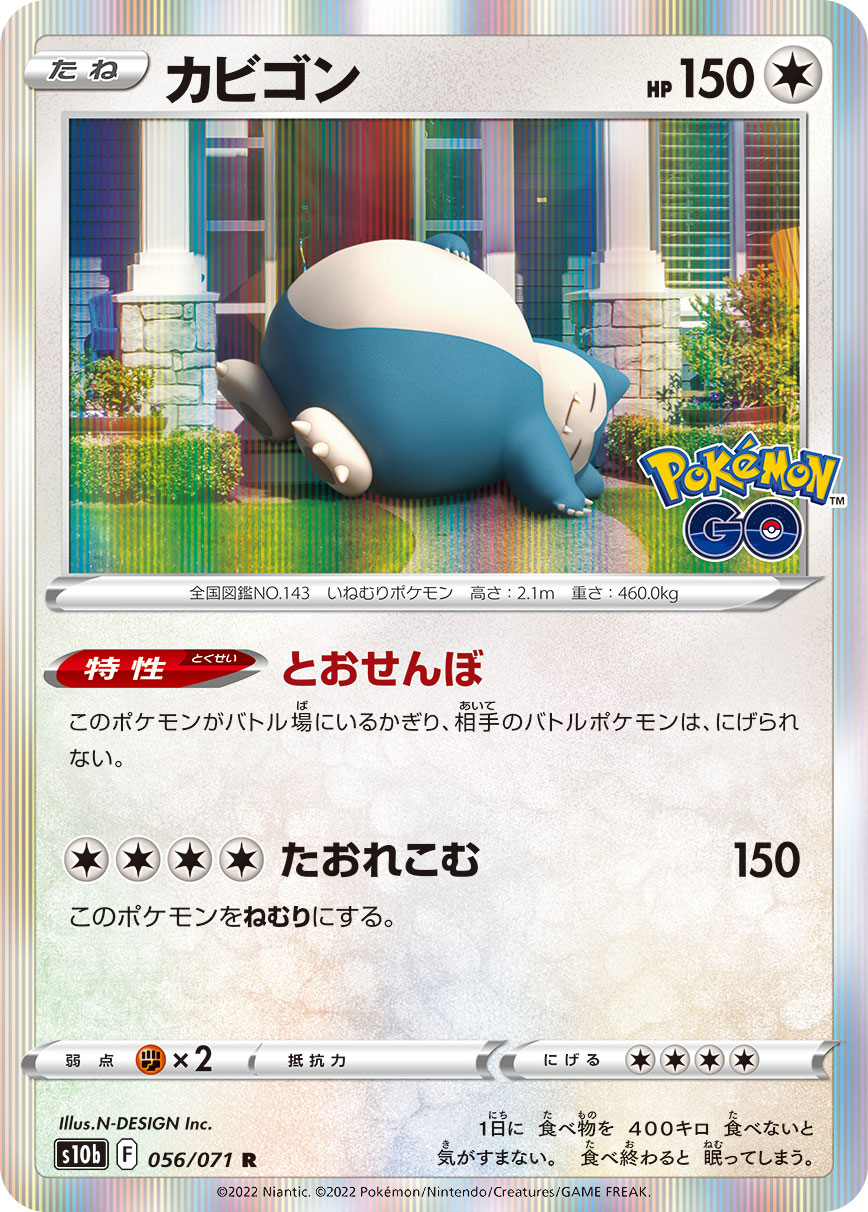 たね カビゴン HP 150
Pokémon GO ™
全国図鑑NO.143 いねむりポケモン 高さ：2.1m 重さ：460.0kg
特性 とくせい とおせんぼ
このポケモンがバトル場にいるかぎり、相手のバトルポケモンは、にげられ
ない。
たおれこむ 150
このポケモンをねむりにする。
弱点 ×2 抵抗力 にげる
Illus.N-DESIGN Inc.
1日に 食べ物を 400キロ 食べないと
気がすまない。 食べ終わると 眠ってしまう。
s10b F 056/071 R
©2022 Niantic. ©2022 Pokémon/Nintendo/Creatures/GAME FREAK.